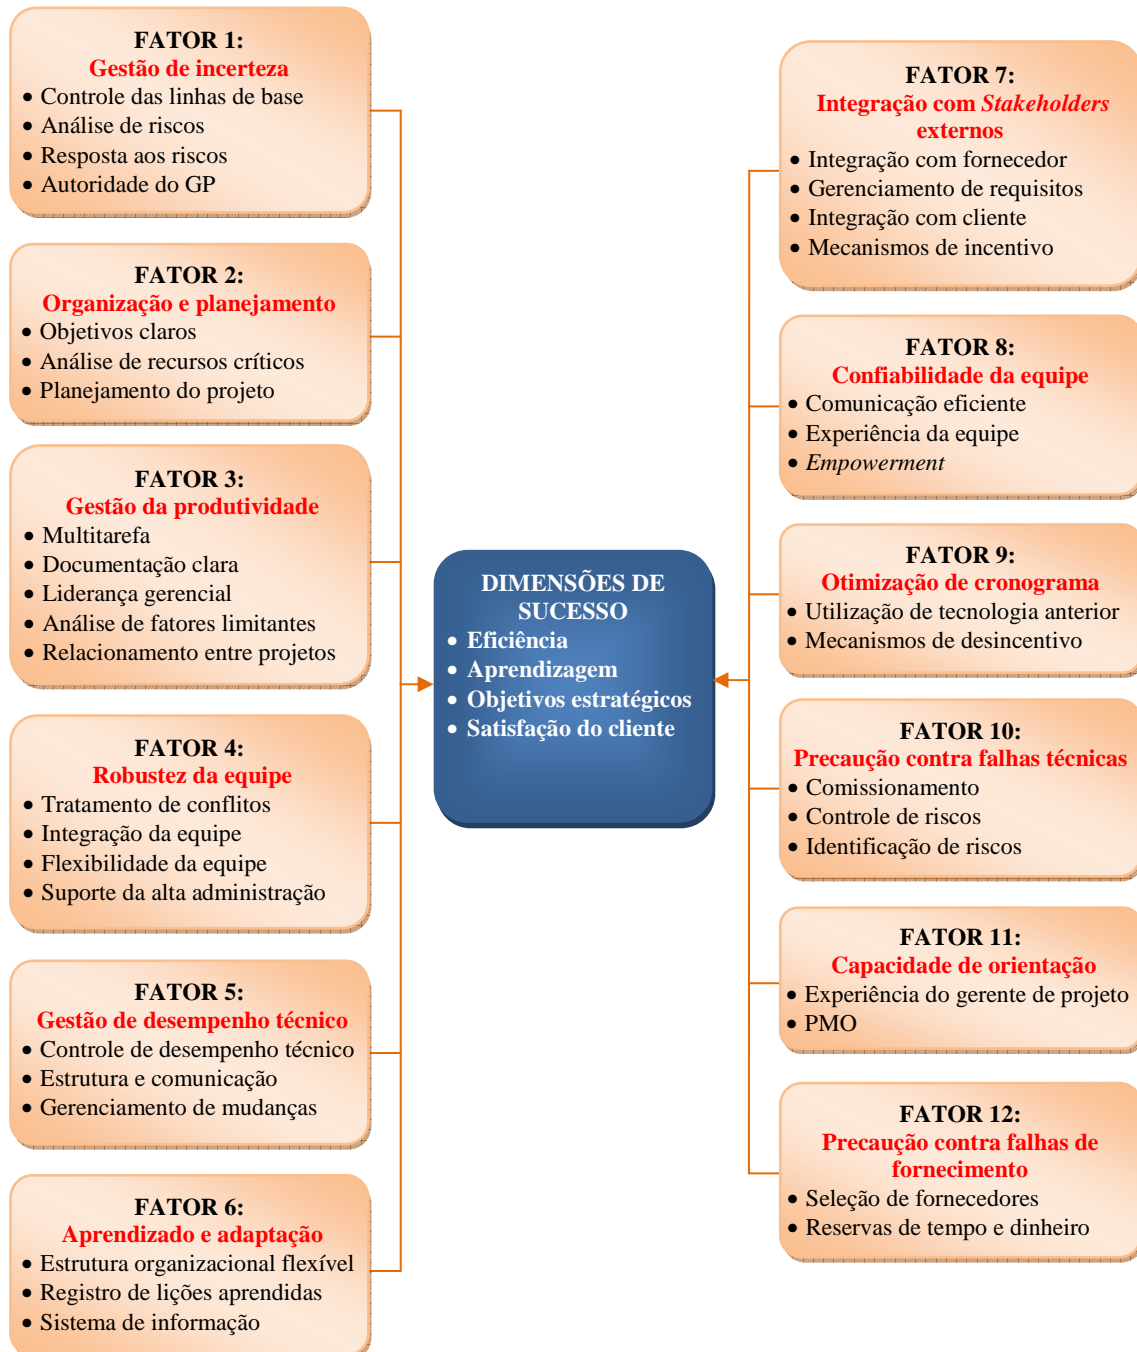 FATOR 1:
Gestão de incerteza
• Controle das linhas de base
• Análise de riscos
• Resposta aos riscos
• Autoridade do GP
FATOR 2:
Organização e planejamento
• Objetivos claros
• Análise de recursos críticos
• Planejamento do projeto
FATOR 3:
Gestão da produtividade
• Multitarefa
• Documentação clara
• Liderança gerencial
• Análise de fatores limitantes
• Relacionamento entre projetos
FATOR 4:
Robustez da equipe
• Tratamento de conflitos
• Integração da equipe
• Flexibilidade da equipe
• Suporte da alta administração
FATOR 5:
Gestão de desempenho técnico
• Controle de desempenho técnico
• Estrutura e comunicação
• Gerenciamento de mudanças
FATOR 6:
Aprendizado e adaptação
• Estrutura organizacional flexível
• Registro de lições aprendidas
• Sistema de informação
DIMENSÕES DE
SUCESSO
• Eficiência
• Aprendizagem
• Objetivos estratégicos
• Satisfação do cliente
FATOR 7:
Integração com Stakeholders
externos
• Integração com fornecedor
• Gerenciamento de requisitos
• Integração com cliente
• Mecanismos de incentivo
FATOR 8:
Confiabilidade da equipe
• Comunicação eficiente
• Experiência da equipe
• Empowerment
FATOR 9:
Otimização de cronograma
• Utilização de tecnologia anterior
• Mecanismos de desincentivo
FATOR 10:
Precaução contra falhas técnicas
• Comissionamento
• Controle de riscos
• Identificação de riscos
FATOR 11:
Capacidade de orientação
• Experiência do gerente de projeto
• PMO
FATOR 12:
Precaução contra falhas de
fornecimento
• Seleção de fornecedores
• Reservas de tempo e dinheiro